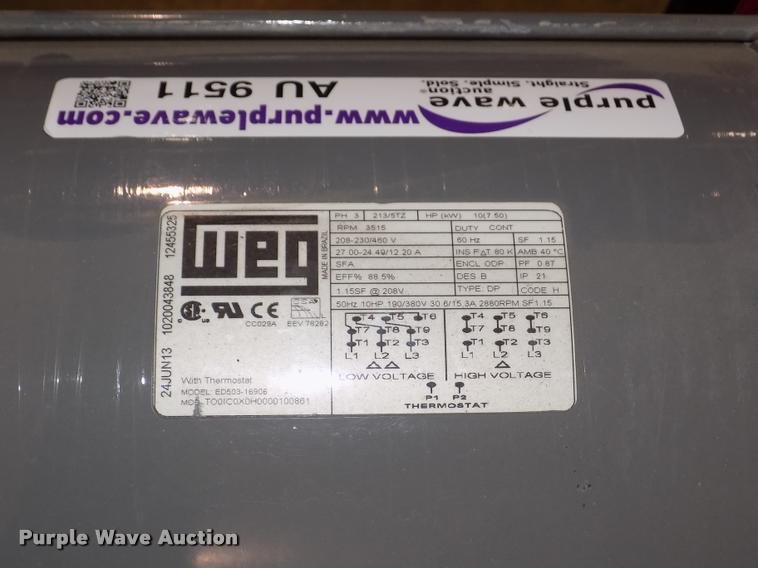 purple wave
auction®
Straight. Simple. Sold.
AU 9511
www.purplewave.com
WEG
MADE IN BRAZIL
PH 3 213/5TZ HP (kW) 10(7.50)
RPM 3515 DUTY CONT
208-230/460 V 60 Hz SF 1.15
27.00-24.49/12.20 A INS F ΔT 80 K AMB 40 °C
SFA ENCL ODP PF 0.87
EFF% 88.5% DES B IP 21
1.15SF @ 208V TYPE: DP CODE H
50Hz 10HP 190/380V 30.6/15.3A 2880RPM SF1.15
24JUN13 1020043848 12455325
CC029A EEV 78282
With Thermostat
MODEL: ED503-16906
T4 T5 T6 T4 T5 T6
T7 T8 T9 T7 T8 T9
T1 T2 T3 T1 T2 T3
L1 L2 L3 L1 L2 L3
LOW VOLTAGE HIGH VOLTAGE
P1 P2
THERMOSTAT
Purple Wave Auction